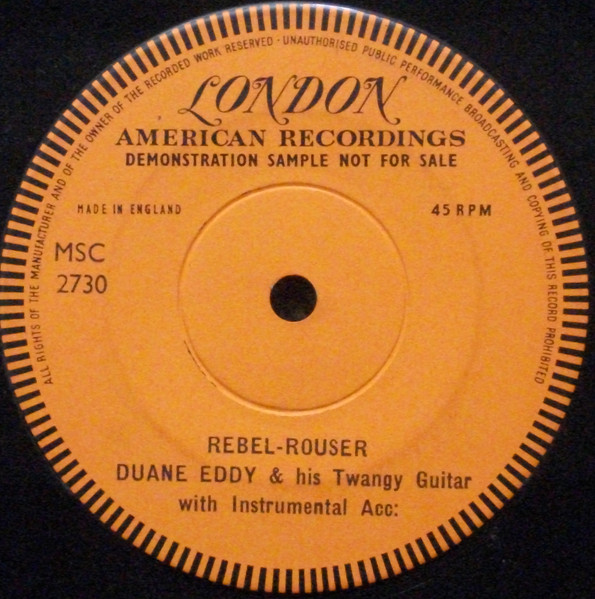 ALL RIGHTS OF THE MANUFACTURER AND OF THE OWNER OF THE RECORDED WORK RESERVED · UNAUTHORISED PUBLIC PERFORMANCE BROADCASTING AND COPYING OF THIS RECORD PROHIBITED
LONDON
AMERICAN RECORDINGS
DEMONSTRATION SAMPLE NOT FOR SALE
MADE IN ENGLAND 45 RPM
MSC
2730
REBEL-ROUSER
DUANE EDDY & his Twangy Guitar
with Instrumental Acc: